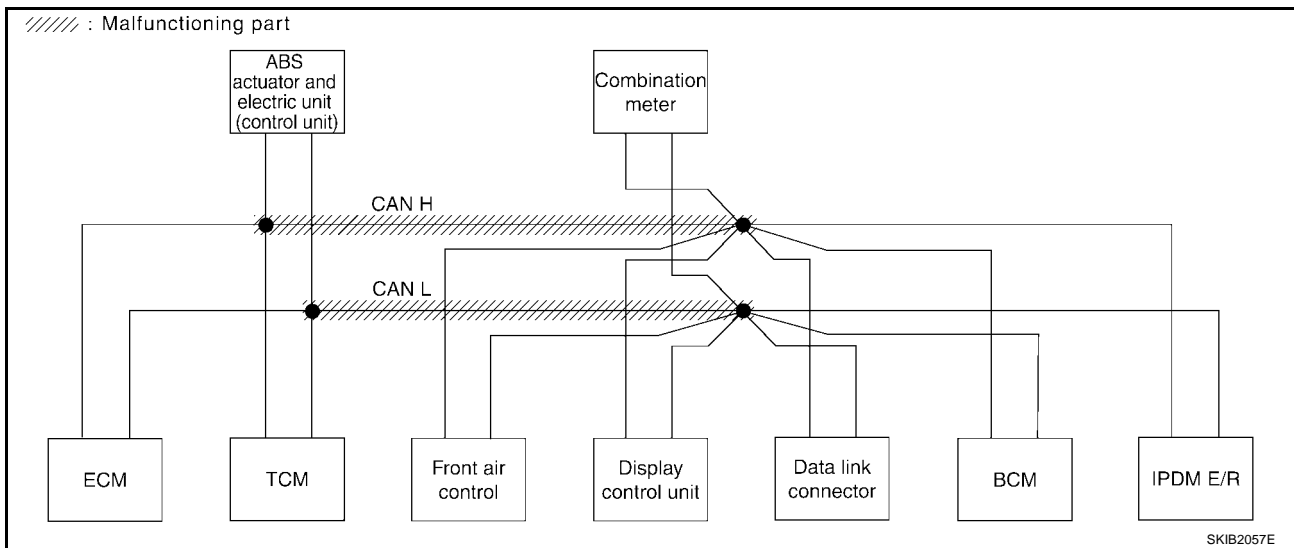 : Malfunctioning part
ABS
actuator and
electric unit
(control unit)
Combination
meter
CAN H
CAN L
ECM
TCM
Front air
control
Display
control unit
Data link
connector
BCM
IPDM E/R
SKIB2057E